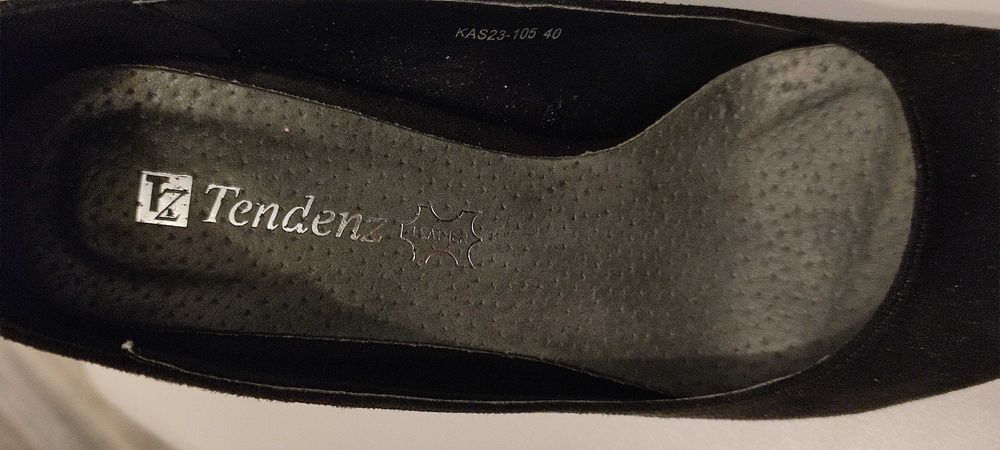 KAS23-105 40
TZ Tendenz
LEATHER